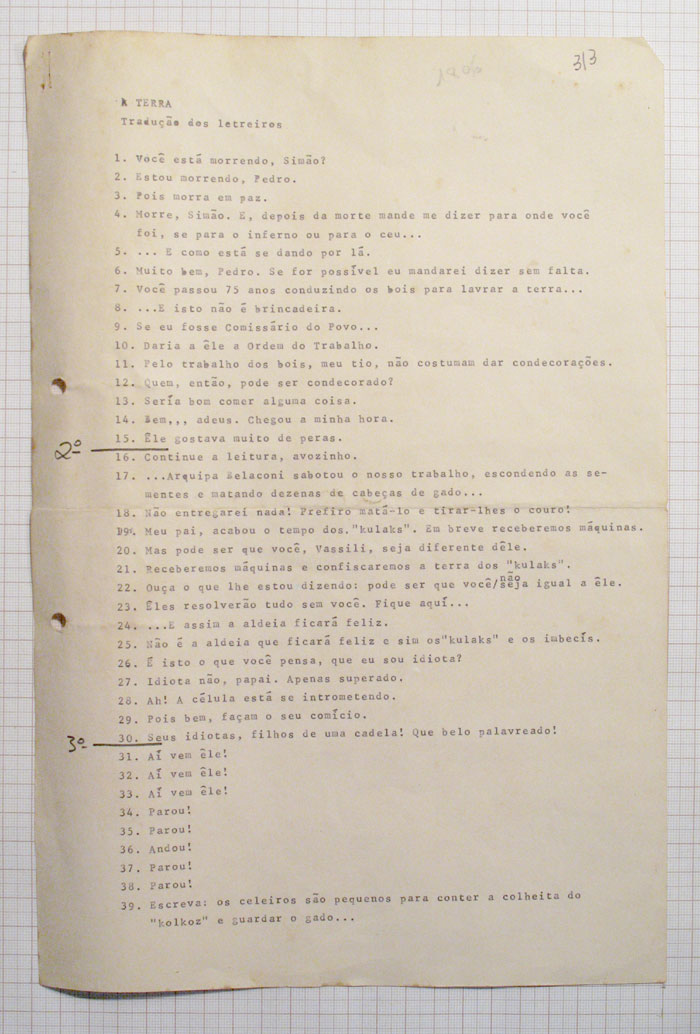 3/3
A TERRA
Tradução dos letreiros
1. Você está morrendo, Simão?
2. Estou morrendo, Pedro.
3. Pois morra em paz.
4. Morre, Simão. E, depois da morte mande me dizer para onde você
foi, se para o inferno ou para o ceu...
5. ... E como está se dando por lá.
6. Muito bem, Pedro. Se for possível eu mandarei dizer sem falta.
7. Você passou 75 anos conduzindo os bois para lavrar a terra...
8. ...E isto não é brincadeira.
9. Se eu fosse Comissário do Povo...
10. Daria a êle a Ordem do Trabalho.
11. Pelo trabalho dos bois, meu tio, não costumam dar condecorações.
12. Quem, então, pode ser condecorado?
13. Sería bom comer alguma coisa.
14. Bem,,, adeus. Chegou a minha hora.
15. Êle gostava muito de peras.
2º
16. Continue a leitura, avozinho.
17. ...Arquipa Belaconi sabotou o nosso trabalho, escondendo as se-
mentes e matando dezenas de cabeças de gado...
18. Não entregarei nada! Prefiro matá-lo e tirar-lhes o couro!
19. Meu pai, acabou o tempo dos."kulaks". Em breve receberemos máquinas.
20. Mas pode ser que você, Vassili, seja diferente dêle.
21. Receberemos máquinas e confiscaremos a terra dos "kulaks".
22. Ouça o que lhe estou dizendo: pode ser que você/não seja igual a êle.
23. Êles resolverão tudo sem você. Fique aquí...
24. ...E assim a aldeia ficará feliz.
25. Não é a aldeia que ficará feliz e sim os"kulaks" e os imbecís.
26. É isto o que você pensa, que eu sou idiota?
27. Idiota não, papai. Apenas superado.
28. Ah! A célula está se intrometendo.
29. Pois bem, façam o seu comício.
30. Seus idiotas, filhos de uma cadela! Que belo palavreado!
3º
31. Aí vem êle!
32. Aí vem êle!
33. Aí vem êle!
34. Parou!
35. Parou!
36. Andou!
37. Parou!
38. Parou!
39. Escreva: os celeiros são pequenos para conter a colheita do
"kolkoz" e guardar o gado...